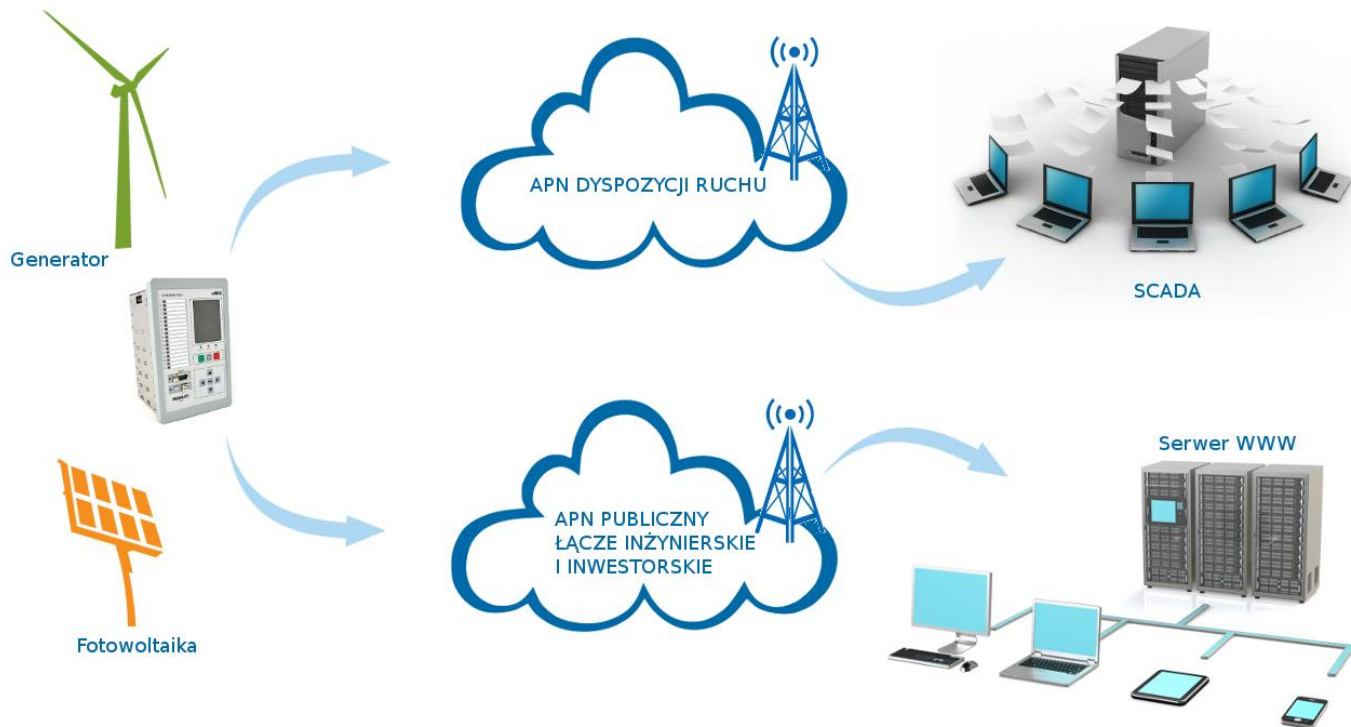 Generator
APN DYSPOZYCJI RUCHU
SCADA
APN PUBLICZNY
ŁĄCZE INŻYNIERSKIE
I INWESTORSKIE
Serwer WWW
Fotowoltaika